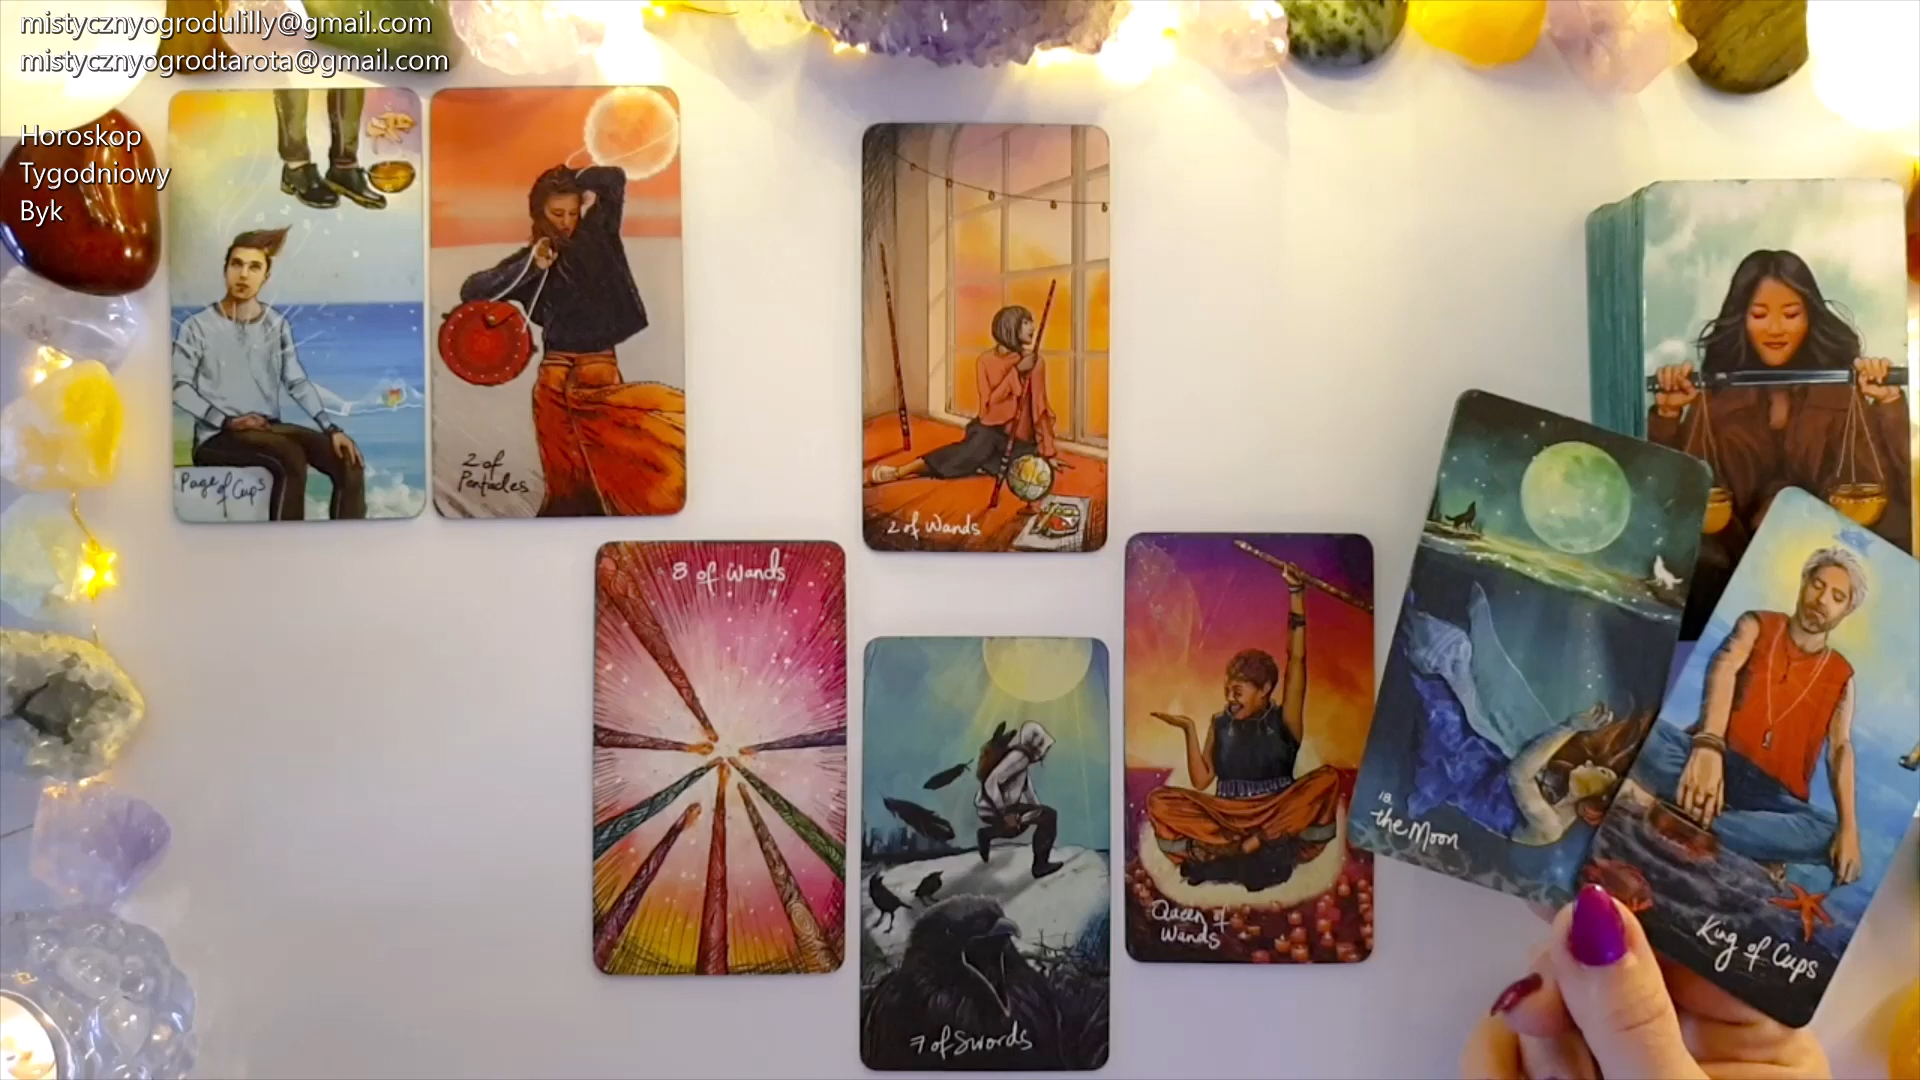 mistycznyogrodulilly@gmail.com
mistycznyogrodtarota@gmail.com
Horoskop
Tygodniowy
Byk
Page of Cups
2 of
Pentacles
2 of Wands
8 of Wands
7 of Swords
Queen of
Wands
18.
the Moon
King of Cups